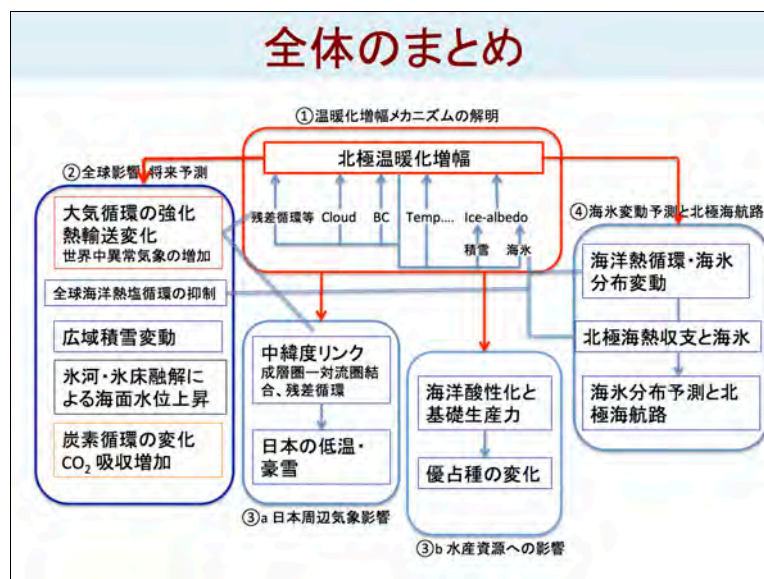 全体のまとめ
①温暖化増幅メカニズムの解明
北極温暖化増幅
残差循環等 Cloud BC Temp.... Ice-albedo
積雪 海氷
②全球影響 将来予測
大気循環の強化
熱輸送変化
世界中異常気象の増加
全球海洋熱塩循環の抑制
広域積雪変動
氷河・氷床融解に
よる海面水位上昇
炭素循環の変化
CO₂ 吸収増加
中緯度リンク
成層圏ー対流圏結
合、残差循環
日本の低温・
豪雪
③a 日本周辺気象影響
海洋酸性化と
基礎生産力
優占種の変化
③b 水産資源への影響
④海氷変動予測と北極海航路
海洋熱循環・海氷
分布変動
北極海熱収支と海氷
海氷分布予測と北
極海航路